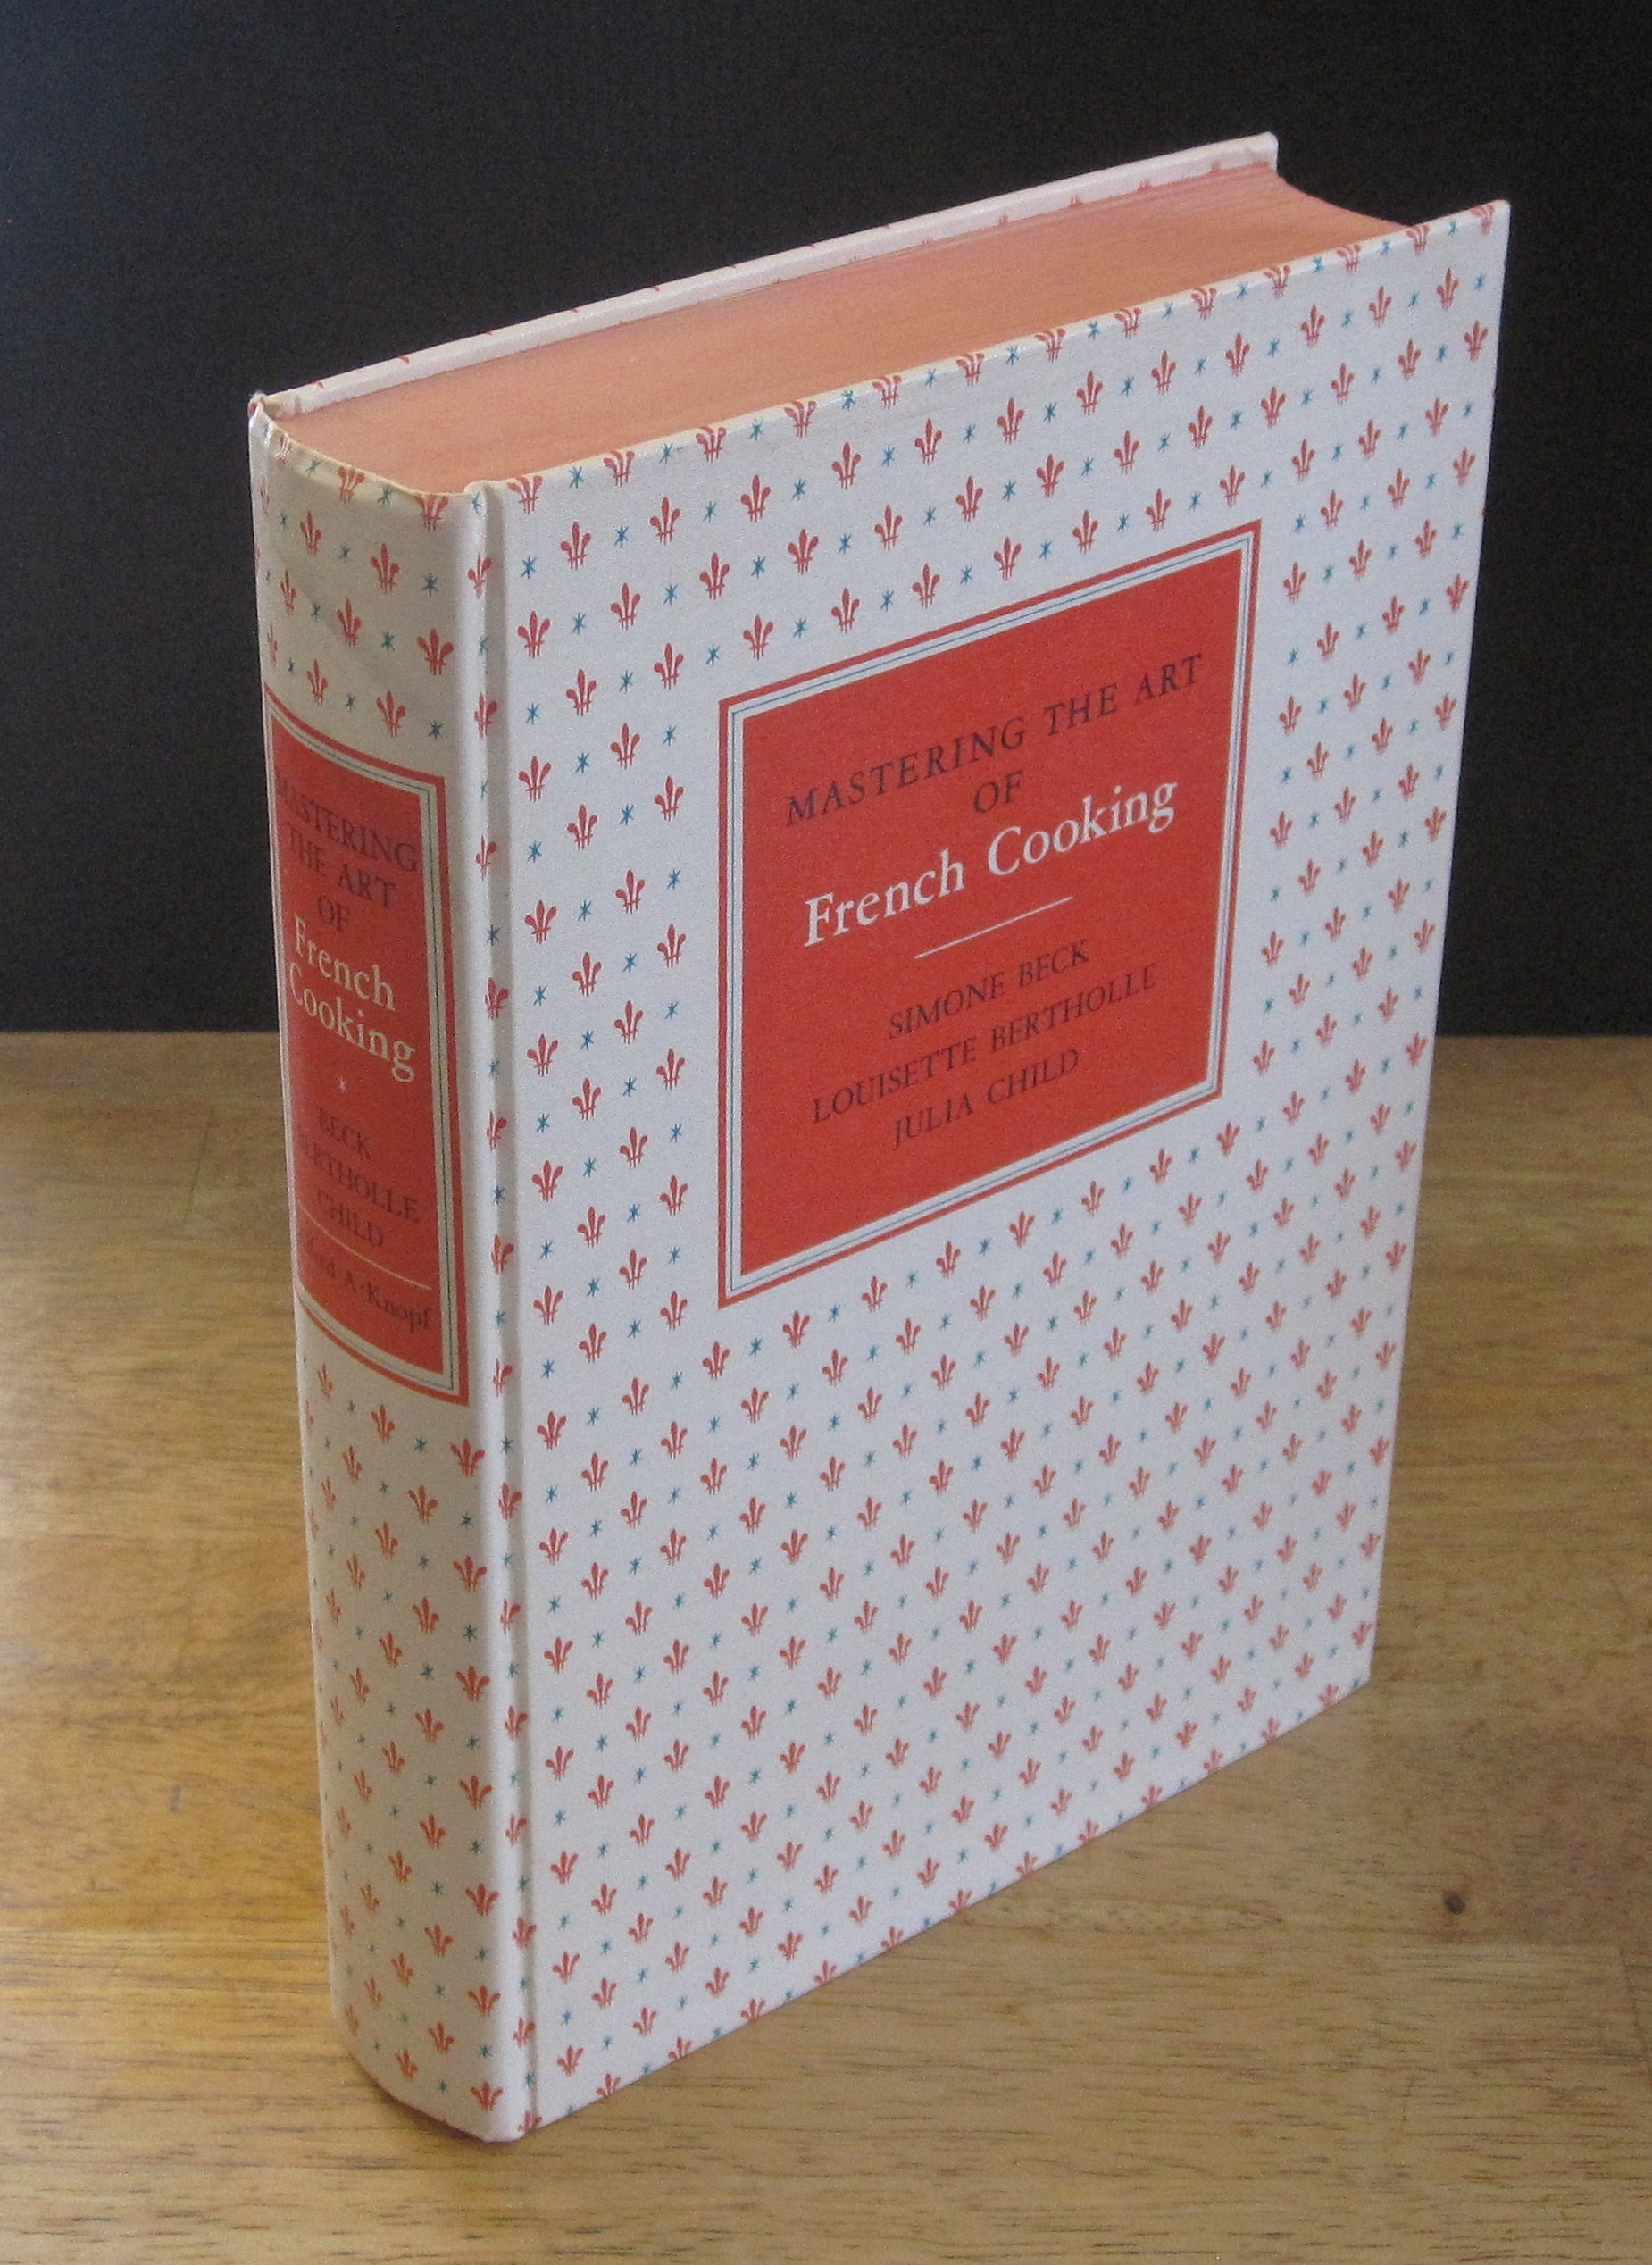 MASTERING
THE ART
OF
French
Cooking
BECK
BERTHOLLE
CHILD
A·Knopf
MASTERING THE ART
OF
French Cooking
SIMONE BECK
LOUISETTE BERTHOLLE
JULIA CHILD